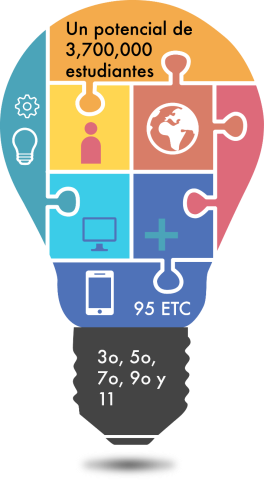 Un potencial de
3,700,000
estudiantes
95 ETC
3o, 5o,
7o, 9o y
11